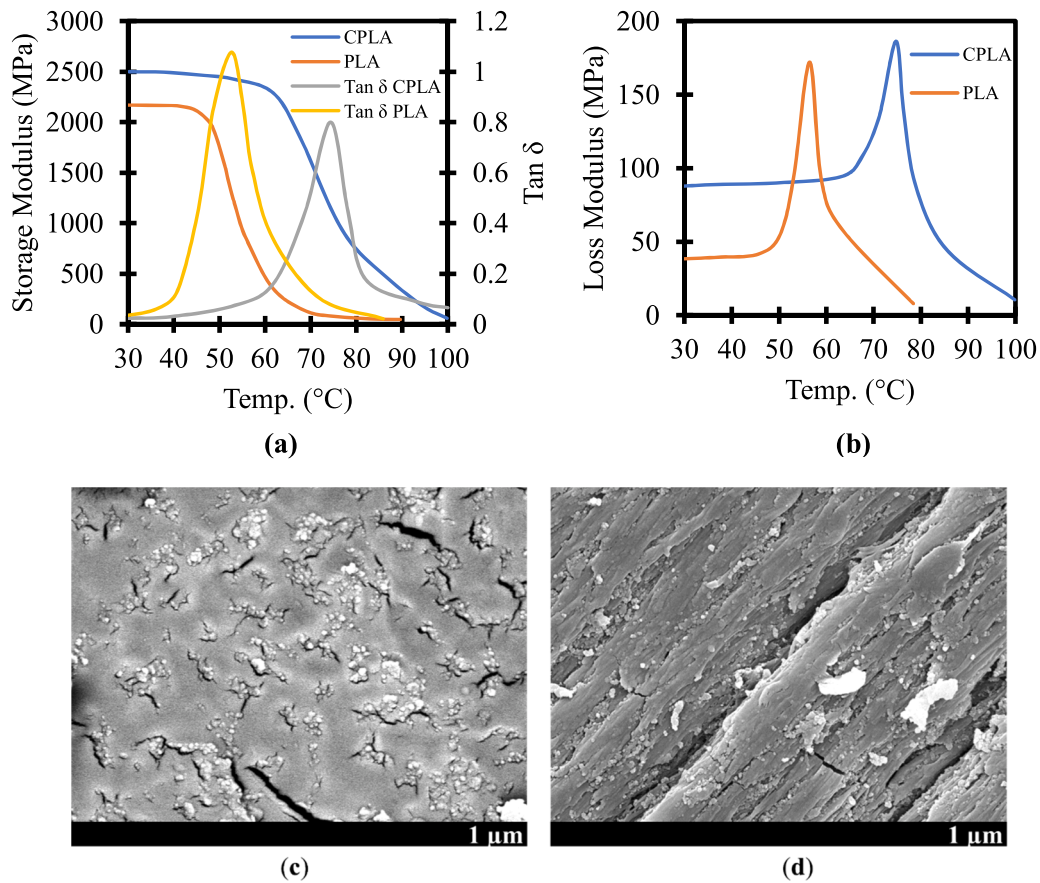 3000
2500
2000
1500
1000
500
0
Storage Modulus (MPa)
1.2
1
0.8
0.6
0.4
0.2
0
Tan δ
CPLA
PLA
Tan δ CPLA
Tan δ PLA
30 40 50 60 70 80 90 100
Temp. (°C)
(a)
200
150
100
50
0
Loss Modulus (MPa)
CPLA
PLA
30 40 50 60 70 80 90 100
Temp. (°C)
(b)
1 µm
(c)
1 µm
(d)